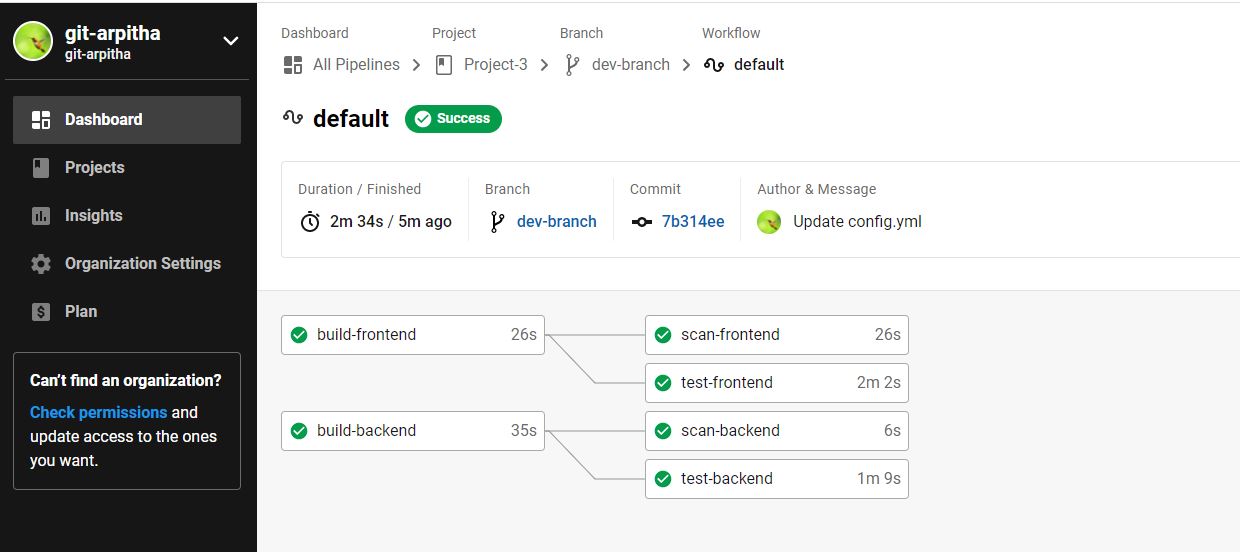 git-arpitha
git-arpitha
Dashboard
Projects
Insights
Organization Settings
Plan
Can't find an organization?
Check permissions and
update access to the ones
you want.
Dashboard Project Branch Workflow
All Pipelines Project-3 dev-branch default
default Success
Duration / Finished Branch Commit Author & Message
2m 34s / 5m ago dev-branch 7b314ee Update config.yml
build-frontend 26s scan-frontend 26s
test-frontend 2m 2s
build-backend 35s scan-backend 6s
test-backend 1m 9s